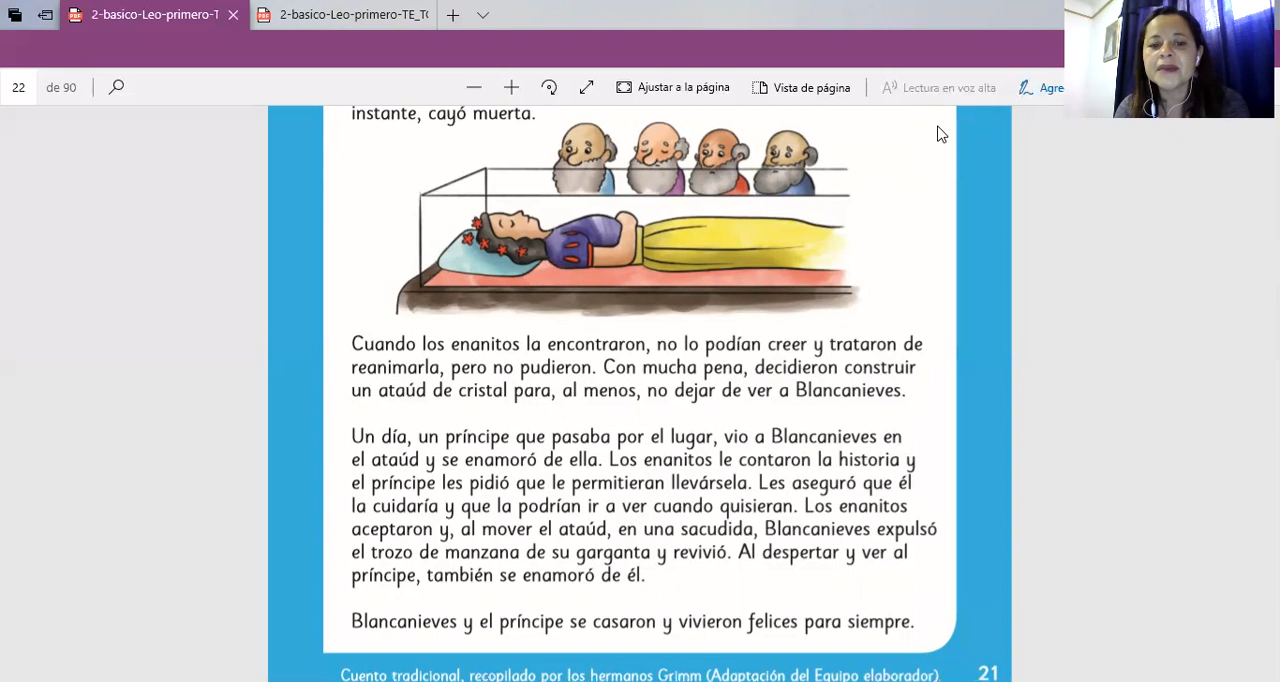 2-basico-Leo-primero-T
2-basico-Leo-primero-TE_TC
22 de 90
Ajustar a la página
Vista de página
A Lectura en voz alta
Agre
instante, cayó muerta.
Cuando los enanitos la encontraron, no lo podían creer y trataron de
reanimarla, pero no pudieron. Con mucha pena, decidieron construir
un ataúd de cristal para, al menos, no dejar de ver a Blancanieves.
Un día, un príncipe que pasaba por el lugar, vio a Blancanieves en
el ataúd y se enamoró de ella. Los enanitos le contaron la historia y
el príncipe les pidió que le permitieran llevársela. Les aseguró que él
la cuidaría y que la podrían ir a ver cuando quisieran. Los enanitos
aceptaron y, al mover el ataúd, en una sacudida, Blancanieves expulsó
el trozo de manzana de su garganta y revivió. Al despertar y ver al
príncipe, también se enamoró de él.
Blancanieves y el príncipe se casaron y vivieron felices para siempre.
Cuento tradicional, recopilado por los hermanos Grimm (Adaptación del Equipo elaborador).
21